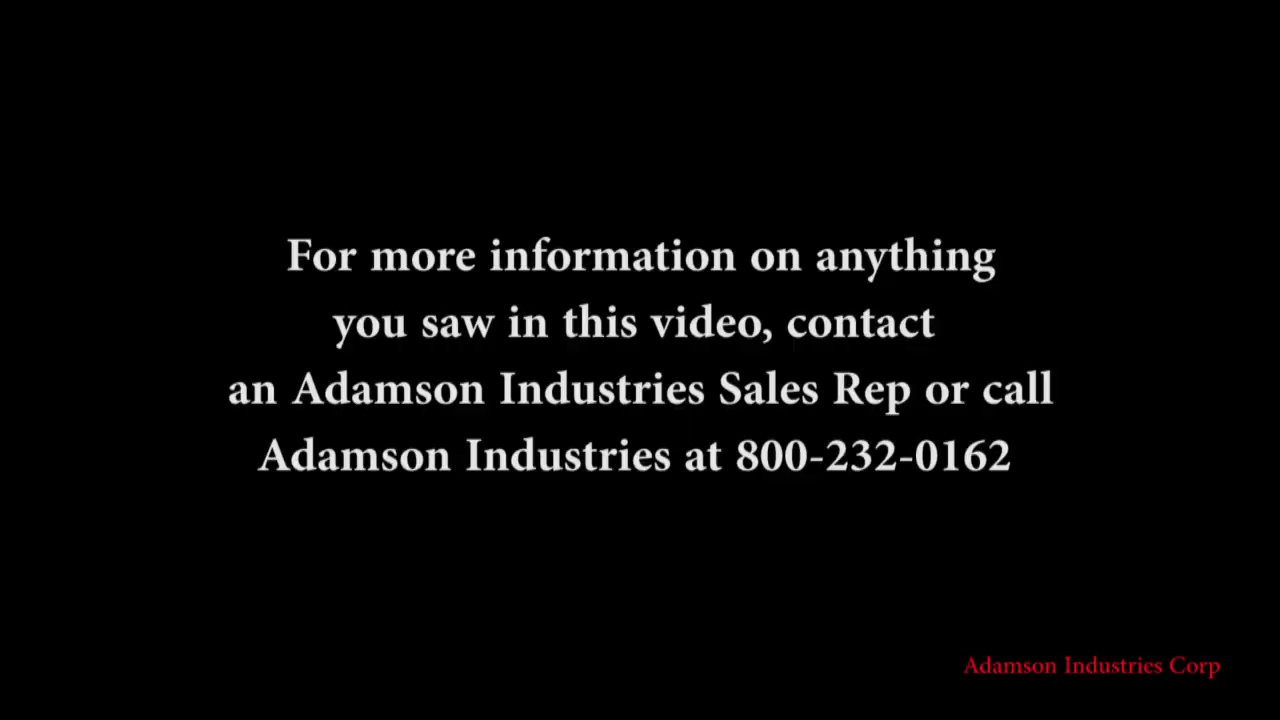 For more information on anything
you saw in this video, contact
an Adamson Industries Sales Rep or call
Adamson Industries at 800-232-0162
Adamson Industries Corp